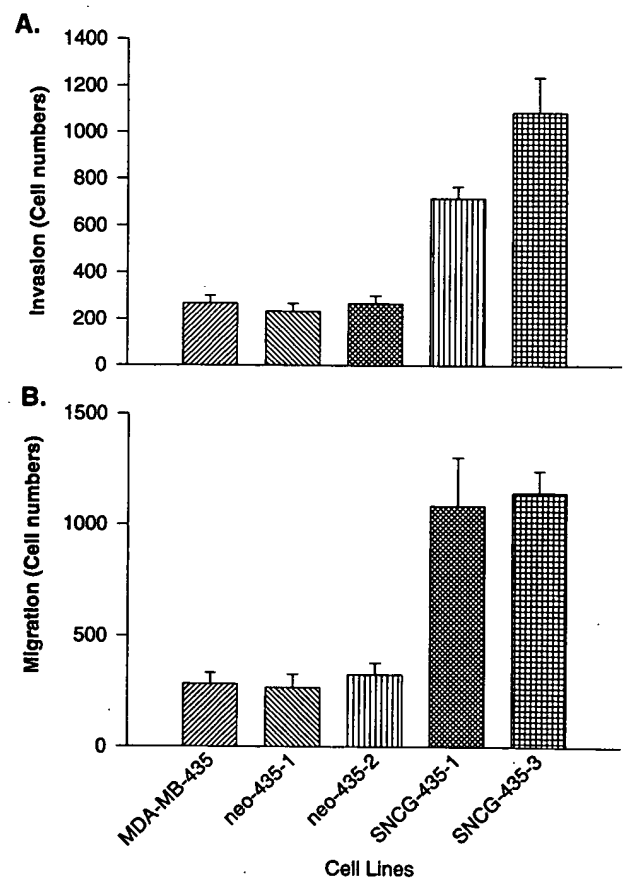 A.
1400
1200
1000
800
600
400
200
0
Invasion (Cell numbers)
B.
1500
1000
500
0
Migration (Cell numbers)
MDA-MB-435
neo-435-1
neo-435-2
SNCG-435-1
SNCG-435-3
Cell Lines